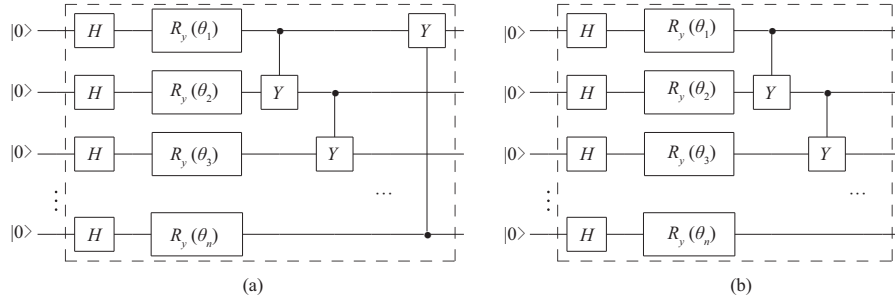 |0> H R_y(θ_1) Y |0> H R_y(θ_1)
|0> H R_y(θ_2) Y |0> H R_y(θ_2) Y
|0> H R_y(θ_3) Y |0> H R_y(θ_3) Y
⋮ ... ⋮ ...
|0> H R_y(θ_n) |0> H R_y(θ_n)
(a) (b)